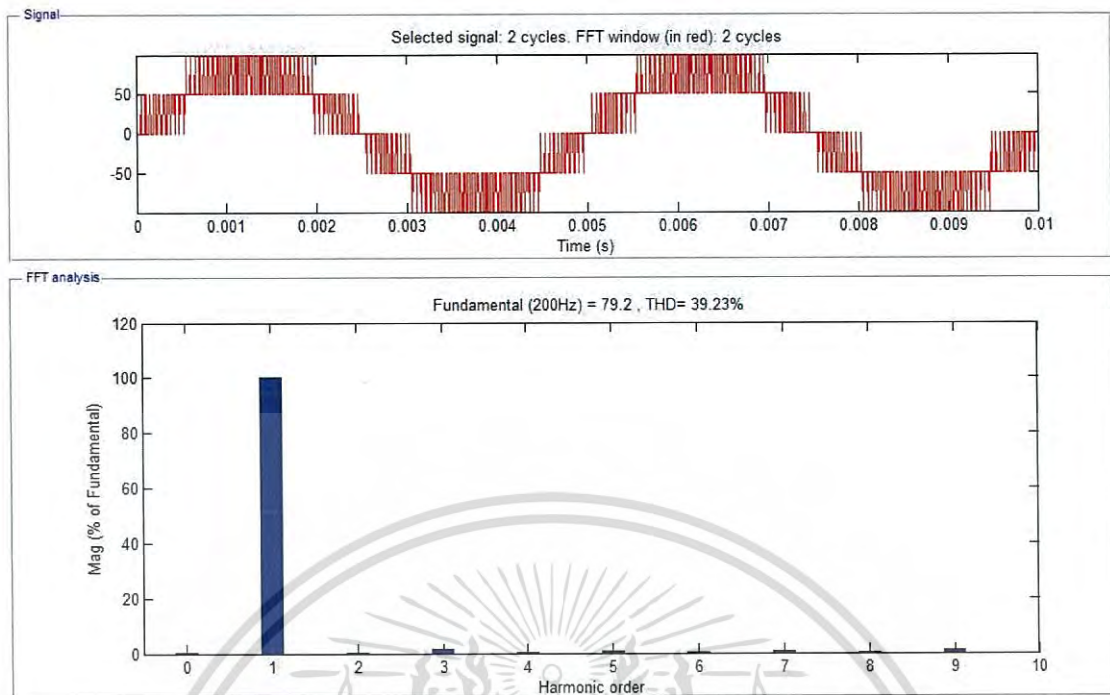 Signal
Selected signal: 2 cycles. FFT window (in red): 2 cycles
50
0
-50
0 0.001 0.002 0.003 0.004 0.005 0.006 0.007 0.008 0.009 0.01
Time (s)
FFT analysis
Fundamental (200Hz) = 79.2 , THD= 39.23%
Mag (% of Fundamental)
120
100
80
60
40
20
0
0 1 2 3 4 5 6 7 8 9 10
Harmonic order